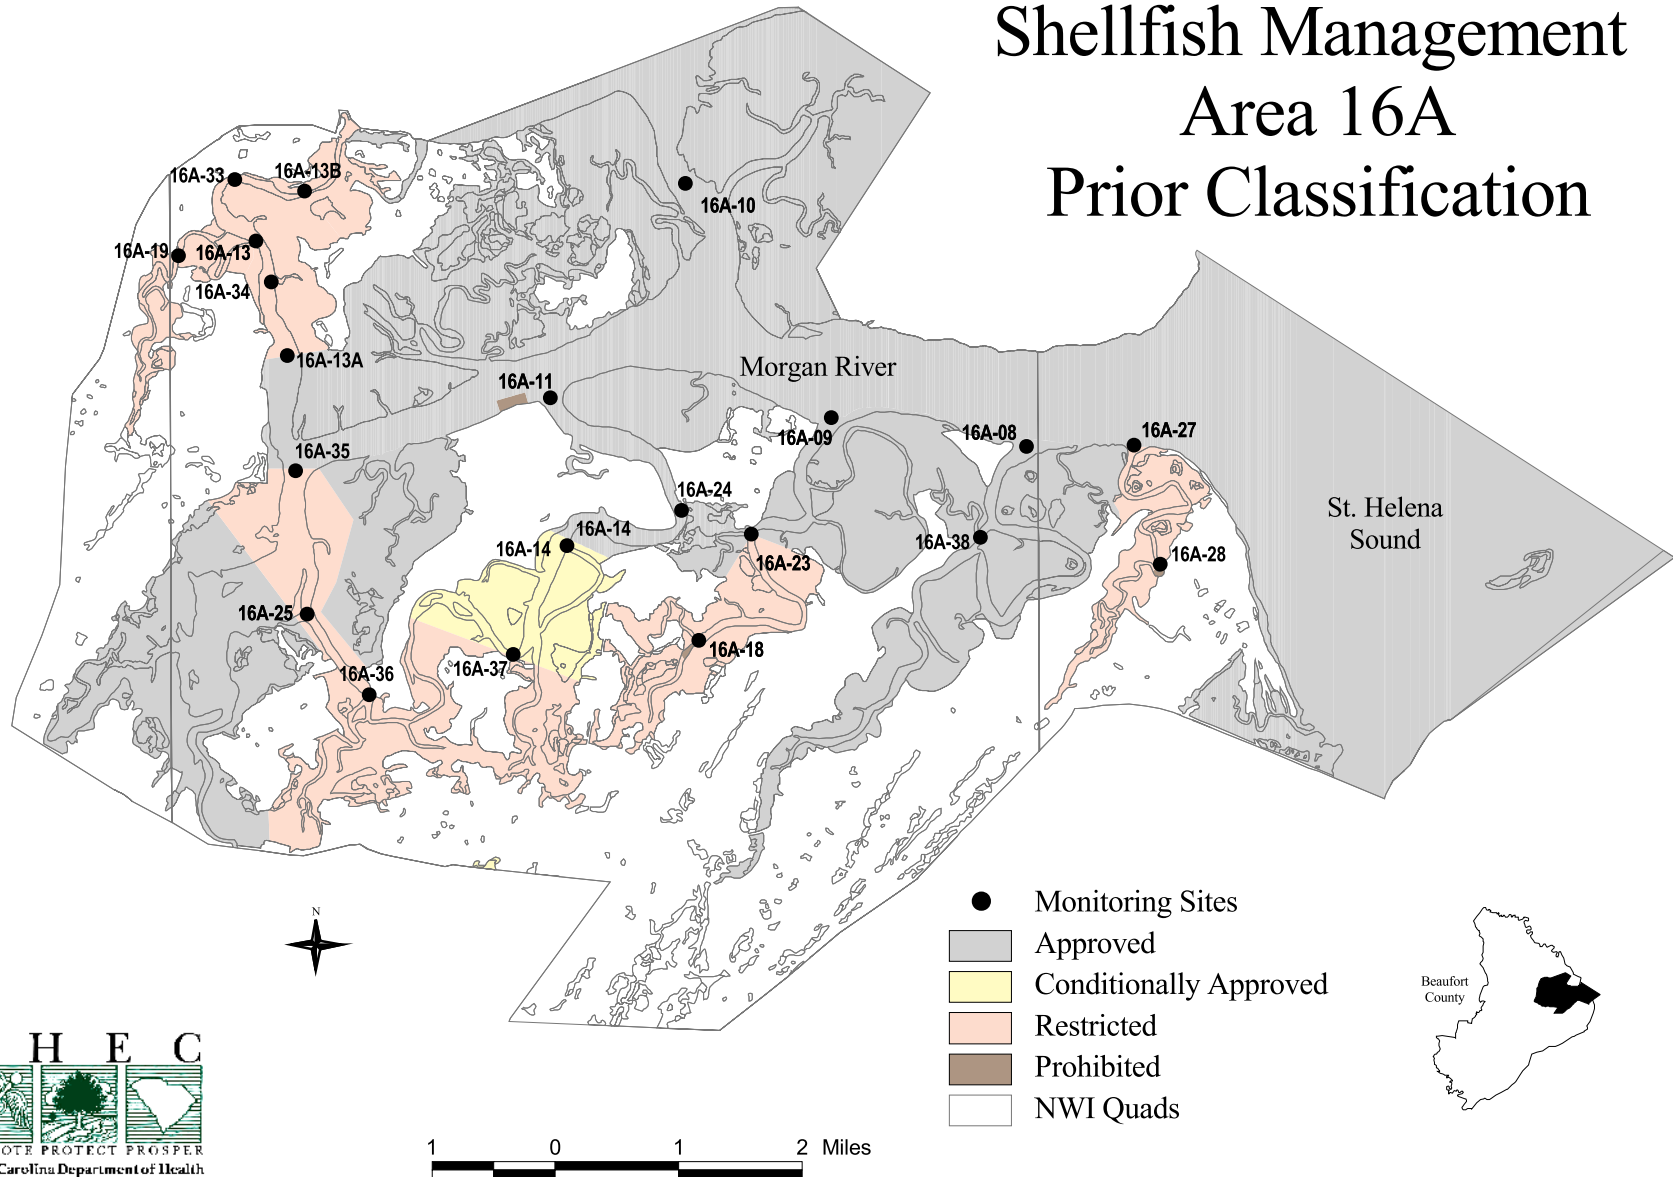 Shellfish Management
Area 16A
Prior Classification
16A-33
16A-13B
16A-10
16A-19
16A-13
16A-34
16A-13A
Morgan River
16A-11
16A-09
16A-08
16A-27
16A-35
16A-24
St. Helena
Sound
16A-14
16A-14
16A-38
16A-23
16A-28
16A-25
16A-18
16A-37
16A-36
N
Monitoring Sites
Approved
Conditionally Approved
Restricted
Prohibited
NWI Quads
Beaufort
County
H E C
OTE PROTECT PROSPER
Carolina Department of Health
1 0 1 2 Miles